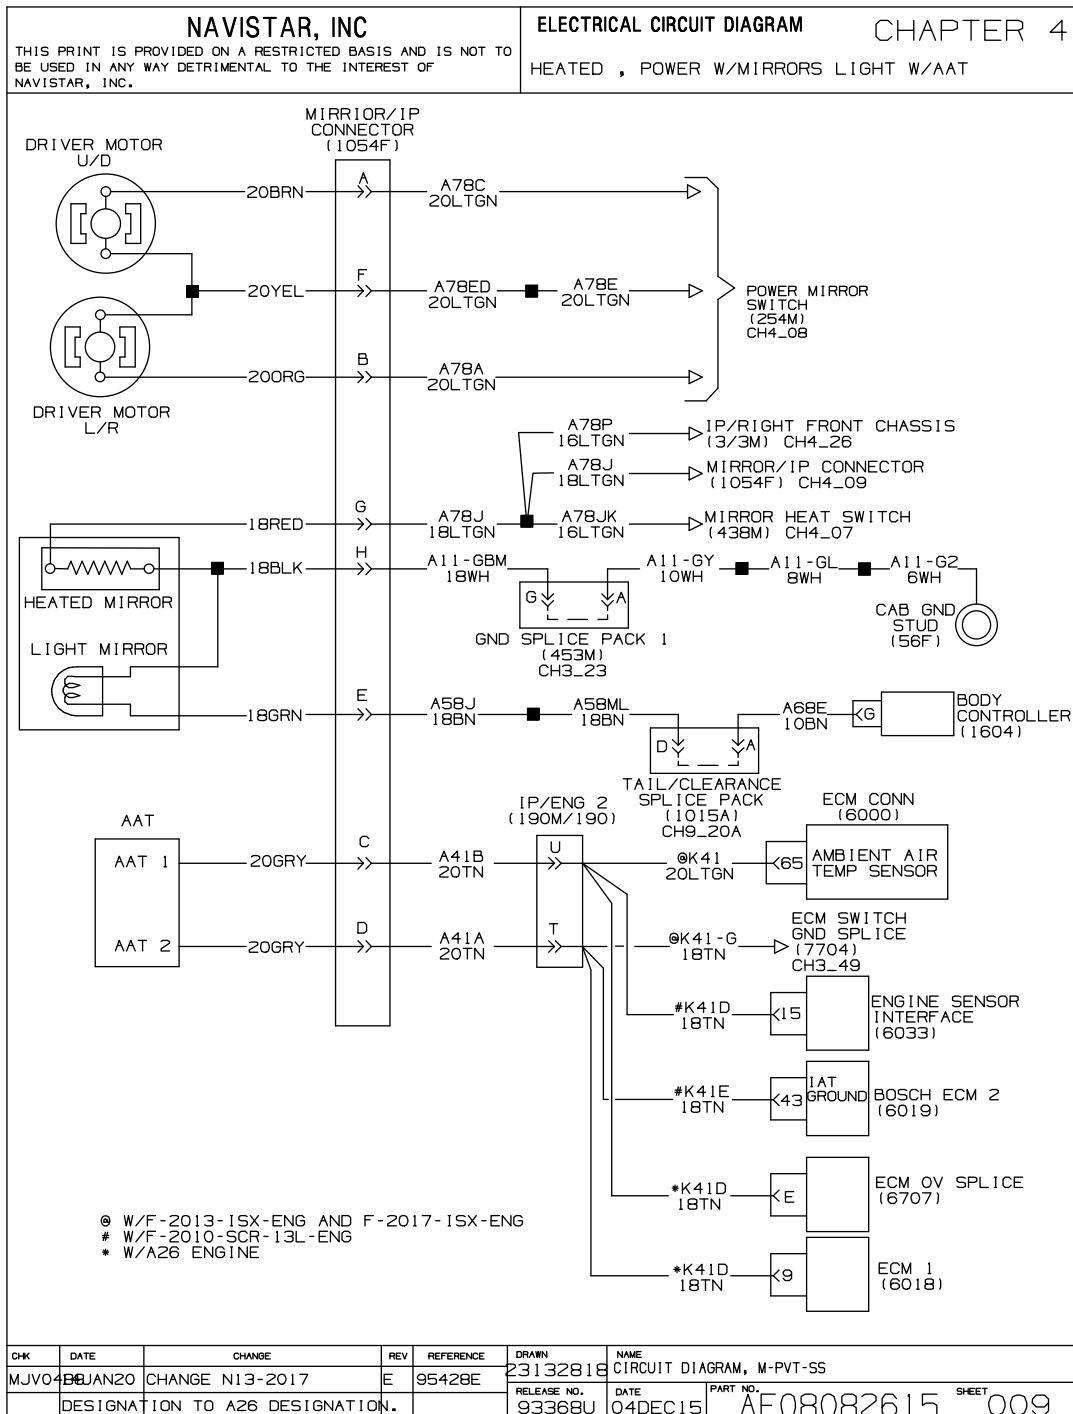 NAVISTAR, INC
THIS PRINT IS PROVIDED ON A RESTRICTED BASIS AND IS NOT TO
BE USED IN ANY WAY DETRIMENTAL TO THE INTEREST OF
NAVISTAR, INC.
ELECTRICAL CIRCUIT DIAGRAM
CHAPTER 4
HEATED , POWER W/MIRRORS LIGHT W/AAT
MIRRIOR/IP
CONNECTOR
(1054F)
DRIVER MOTOR
U/D
20BRN
A
A78C
20LTGN
20YEL
F
A78ED
20LTGN
A78E
20LTGN
POWER MIRROR
SWITCH
(254M)
CH4_08
20ORG
B
A78A
20LTGN
DRIVER MOTOR
L/R
A78P
16LTGN
IP/RIGHT FRONT CHASSIS
(3/3M) CH4_26
A78J
18LTGN
MIRROR/IP CONNECTOR
(1054F) CH4_09
18RED
G
A78J
18LTGN
A78JK
16LTGN
MIRROR HEAT SWITCH
(438M) CH4_07
18BLK
H
A11-GBM
18WH
A11-GY
10WH
A11-GL
8WH
A11-G2
6WH
HEATED MIRROR
G
A
CAB GND
STUD
(56F)
GND SPLICE PACK 1
(453M)
CH3_23
LIGHT MIRROR
18GRN
E
A58J
18BN
A58ML
18BN
A68E
10BN
G
BODY
CONTROLLER
(1604)
D
A
TAIL/CLEARANCE
SPLICE PACK
(1015A)
CH9_20A
AAT
IP/ENG 2
(190M/190)
ECM CONN
(6000)
AAT 1
20GRY
C
A41B
20TN
U
@K41
20LTGN
65
AMBIENT AIR
TEMP SENSOR
AAT 2
20GRY
D
A41A
20TN
T
@K41-G
18TN
ECM SWITCH
GND SPLICE
(7704)
CH3_49
#K41D
18TN
15
ENGINE SENSOR
INTERFACE
(6033)
#K41E
18TN
43
IAT
GROUND
BOSCH ECM 2
(6019)
*K41D
18TN
E
ECM OV SPLICE
(6707)
*K41D
18TN
9
ECM 1
(6018)
@ W/F-2013-ISX-ENG AND F-2017-ISX-ENG
# W/F-2010-SCR-13L-ENG
* W/A26 ENGINE
CHK DATE CHANGE REV REFERENCE
CHANGE N13-2017 E 95428E
DESIGNATION TO A26 DESIGNATION.
DRAWN
23132818
NAME
CIRCUIT DIAGRAM, M-PVT-SS
RELEASE NO.
93368U
DATE
04DEC15
PART NO.
AE08082615
SHEET
009